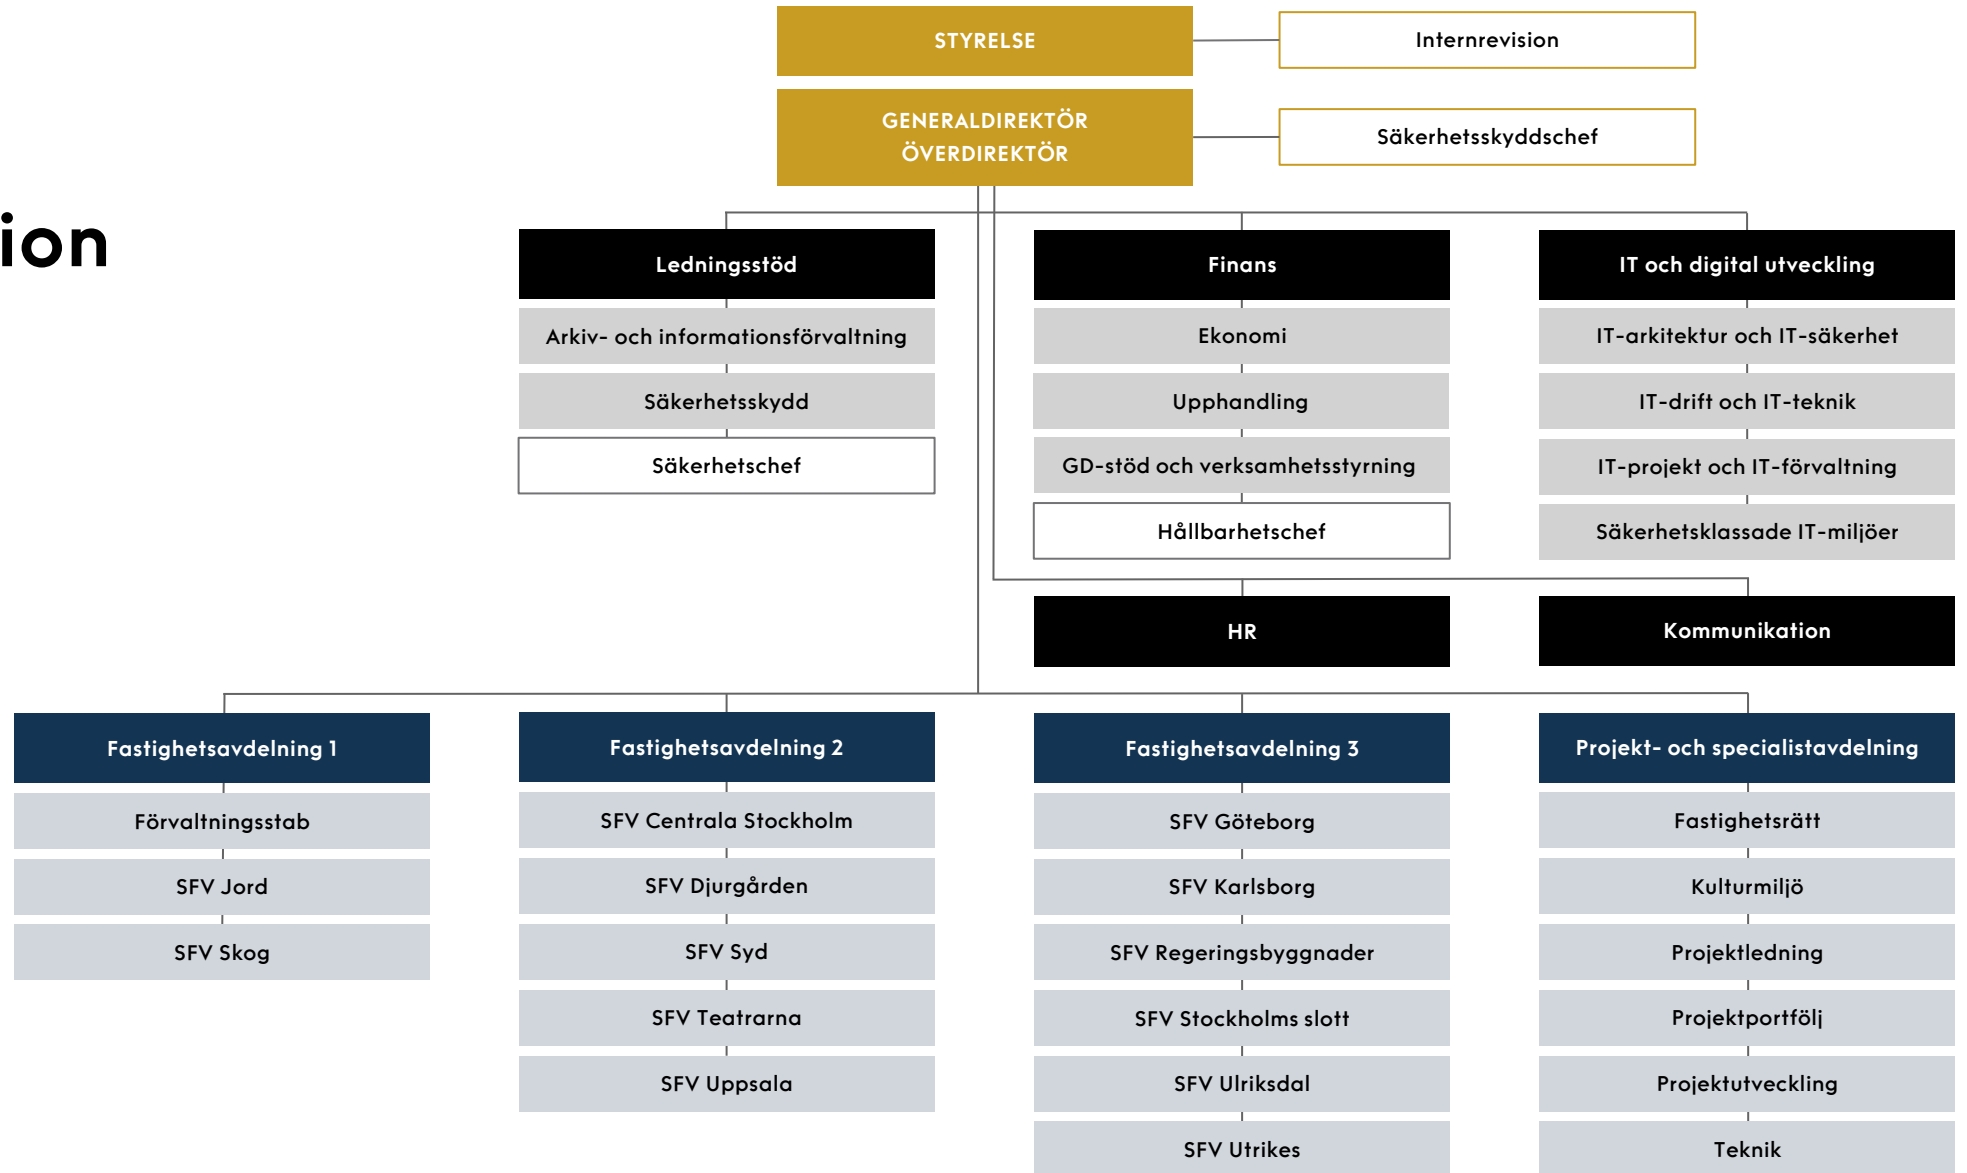 STYRELSE
Internrevision
GENERALDIREKTÖR
ÖVERDIREKTÖR
Säkerhetsskyddschef
ion
Ledningsstöd
Arkiv- och informationsförvaltning
Säkerhetsskydd
Säkerhetschef
Finans
Ekonomi
Upphandling
GD-stöd och verksamhetsstyrning
Hållbarhetschef
IT och digital utveckling
IT-arkitektur och IT-säkerhet
IT-drift och IT-teknik
IT-projekt och IT-förvaltning
Säkerhetsklassade IT-miljöer
HR
Kommunikation
Fastighetsavdelning 1
Förvaltningsstab
SFV Jord
SFV Skog
Fastighetsavdelning 2
SFV Centrala Stockholm
SFV Djurgården
SFV Syd
SFV Teatrarna
SFV Uppsala
Fastighetsavdelning 3
SFV Göteborg
SFV Karlsborg
SFV Regeringsbyggnader
SFV Stockholms slott
SFV Ulriksdal
SFV Utrikes
Projekt- och specialistavdelning
Fastighetsrätt
Kulturmiljö
Projektledning
Projektportfölj
Projektutveckling
Teknik